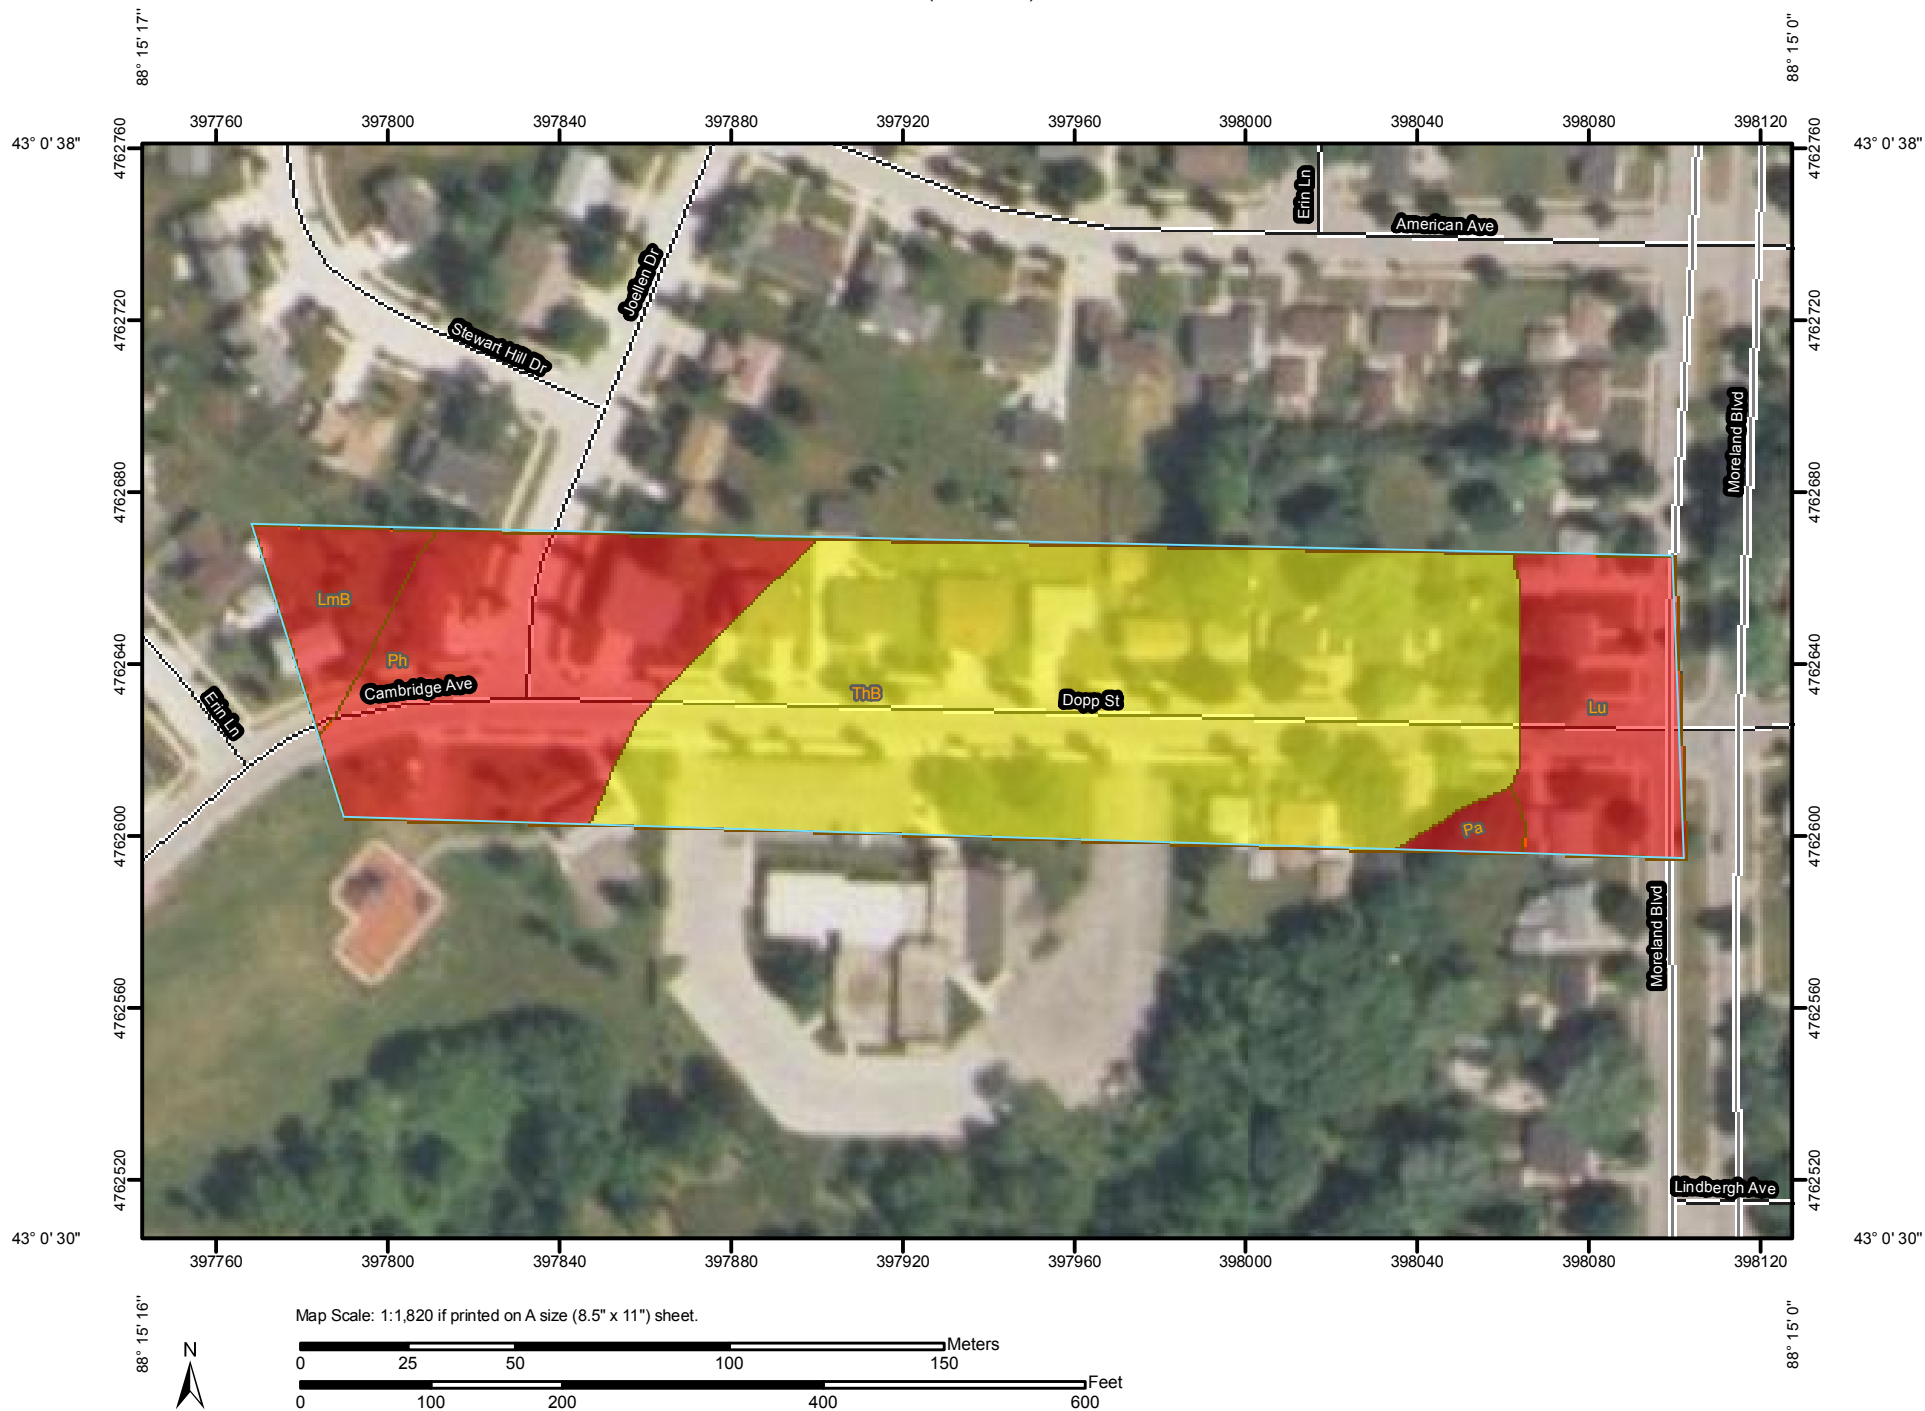 88° 15' 17"
88° 15' 0"
43° 0' 38"
43° 0' 38"
397760
397800
397840
397880
397920
397960
398000
398040
398080
398120
4762760
4762760
Erin Ln
American Ave
Joellen Dr
4762720
4762720
Stewart Hill Dr
Moreland Blvd
4762680
4762680
LmB
Ph
4762640
4762640
Erin Ln
Cambridge Ave
ThB
Dopp St
Lu
4762600
4762600
Pa
Moreland Blvd
4762560
4762560
4762520
4762520
Lindbergh Ave
43° 0' 30"
43° 0' 30"
397760
397800
397840
397880
397920
397960
398000
398040
398080
398120
88° 15' 16"
88° 15' 0"
Map Scale: 1:1,820 if printed on A size (8.5" x 11") sheet.
N
Meters
0 25 50 100 150
Feet
0 100 200 400 600